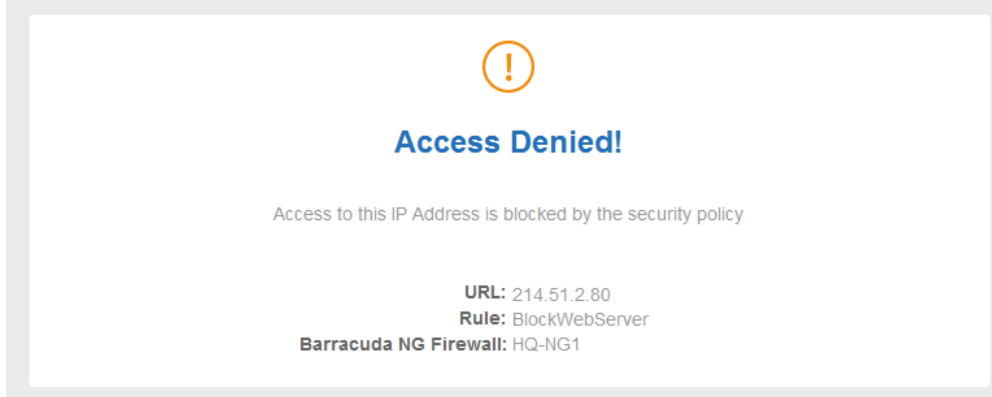 !
Access Denied!
Access to this IP Address is blocked by the security policy
URL: 214.51.2.80
Rule: BlockWebServer
Barracuda NG Firewall: HQ-NG1